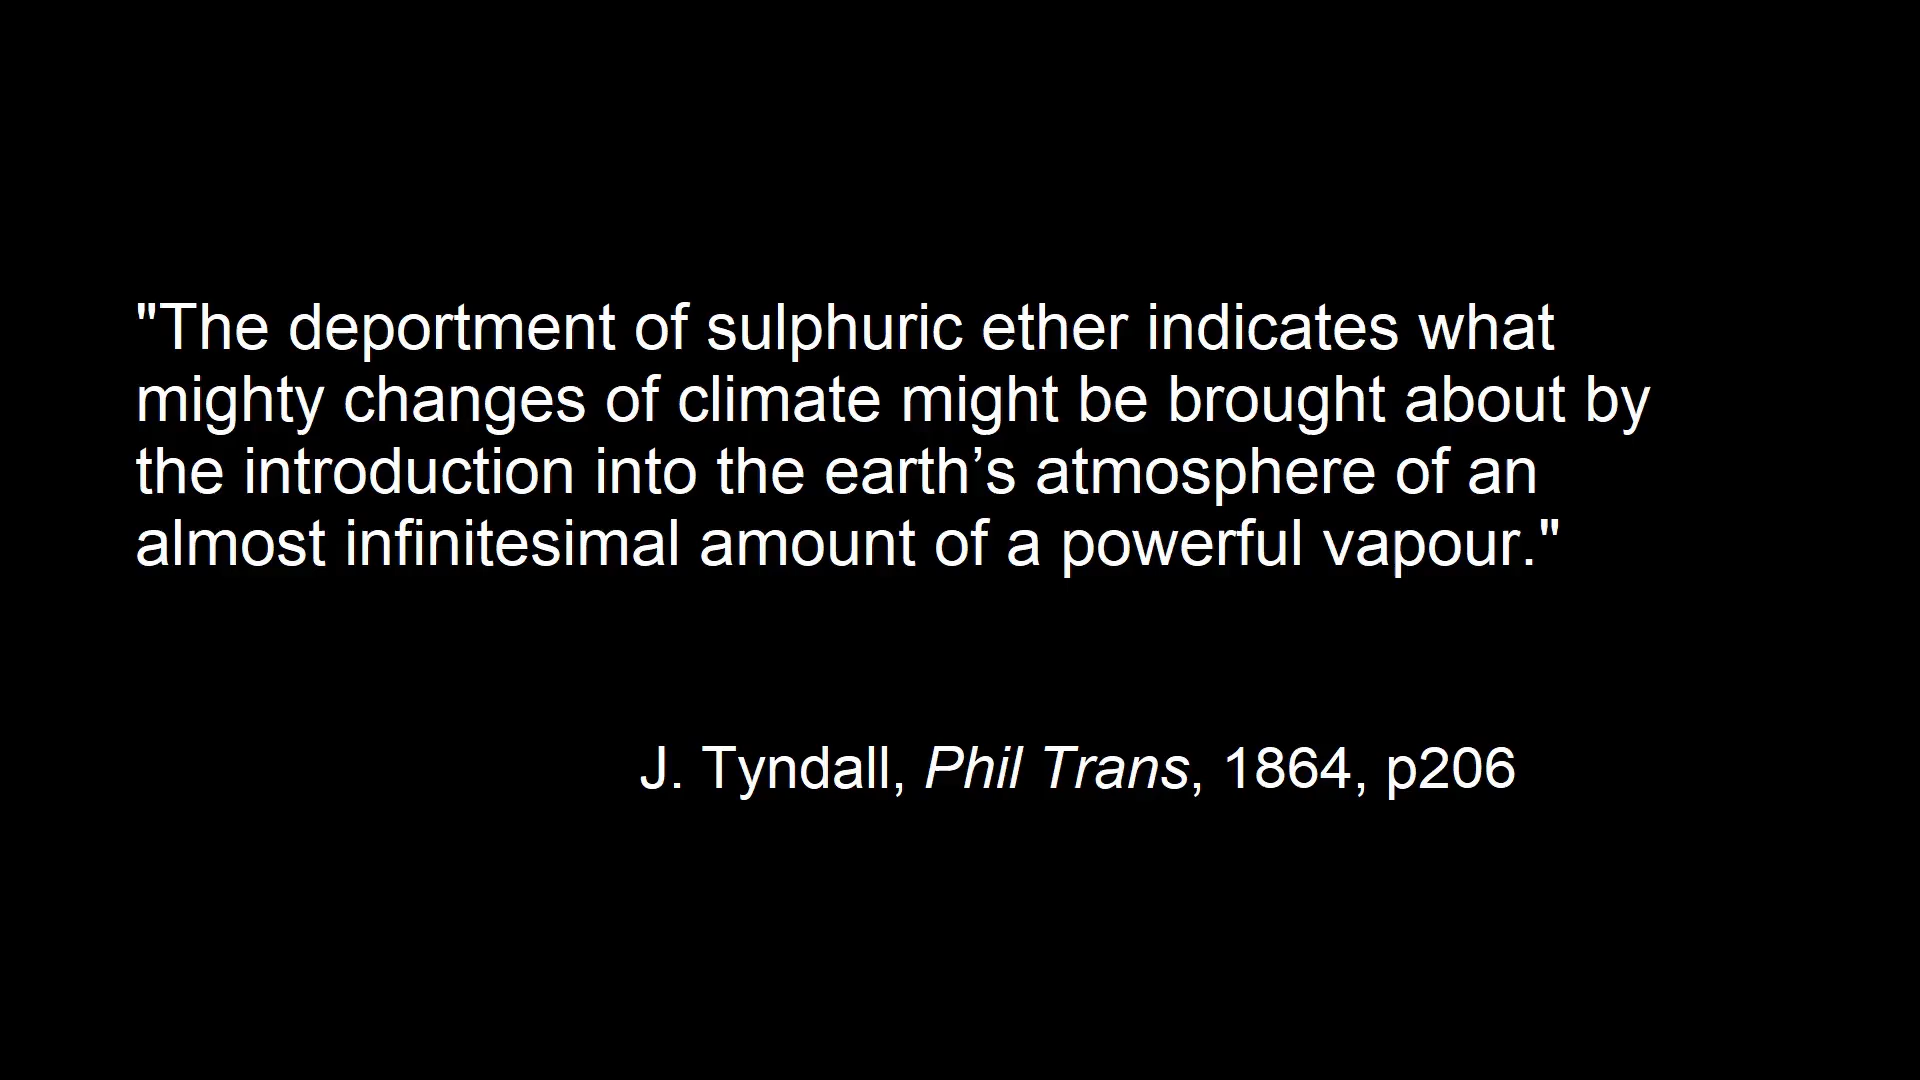 "The deportment of sulphuric ether indicates what
mighty changes of climate might be brought about by
the introduction into the earth’s atmosphere of an
almost infinitesimal amount of a powerful vapour."
J. Tyndall, Phil Trans, 1864, p206